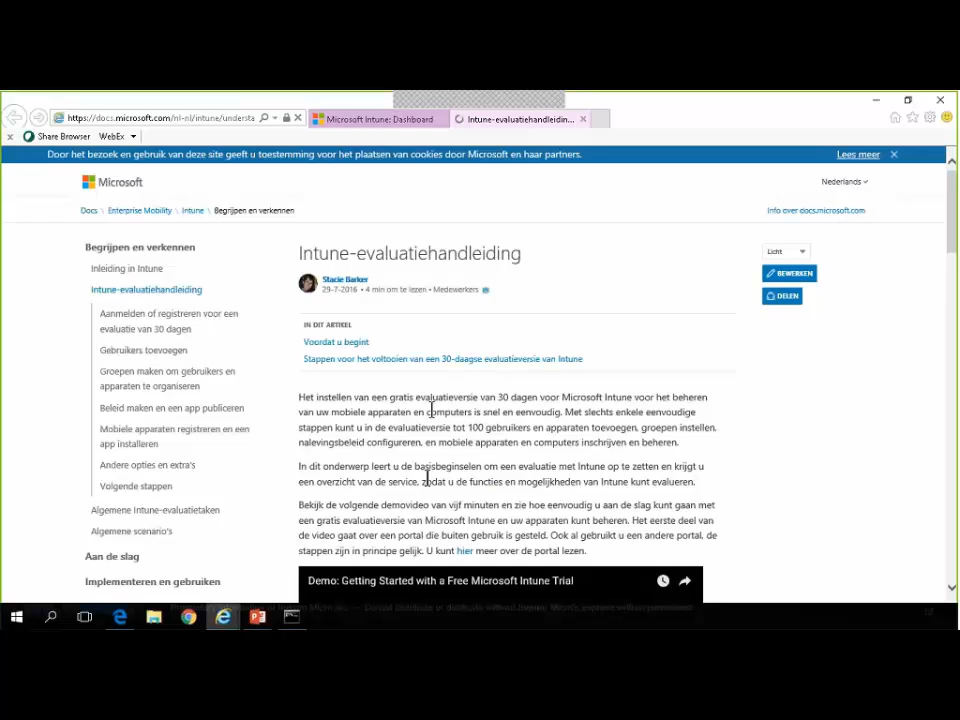 https://docs.microsoft.com/nl-nl/intune/understa
Microsoft Intune: Dashboard
Intune-evaluatiehandleidin...
Share Browser WebEx
Door het bezoek en gebruik van deze site geeft u toestemming voor het plaatsen van cookies door Microsoft en haar partners.
Lees meer
Microsoft
Nederlands
Docs \ Enterprise Mobility \ Intune \ Begrijpen en verkennen
Info over docs.microsoft.com
Begrijpen en verkennen
Inleiding in Intune
Intune-evaluatiehandleiding
Aanmelden of registreren voor een
evaluatie van 30 dagen
Gebruikers toevoegen
Groepen maken om gebruikers en
apparaten te organiseren
Beleid maken en een app publiceren
Mobiele apparaten registreren en een
app installeren
Andere opties en extra's
Volgende stappen
Algemene Intune-evaluatietaken
Algemene scenario's
Aan de slag
Implementeren en gebruiken
Intune-evaluatiehandleiding
Stacie Barker
29-7-2016 • 4 min om te lezen • Medewerkers
IN DIT ARTIKEL
Voordat u begint
Stappen voor het voltooien van een 30-daagse evaluatieversie van Intune
Het instellen van een gratis evaluatieversie van 30 dagen voor Microsoft Intune voor het beheren
van uw mobiele apparaten en computers is snel en eenvoudig. Met slechts enkele eenvoudige
stappen kunt u in de evaluatieversie tot 100 gebruikers en apparaten toevoegen, groepen instellen,
nalevingsbeleid configureren, en mobiele apparaten en computers inschrijven en beheren.
In dit onderwerp leert u de basisbeginselen om een evaluatie met Intune op te zetten en krijgt u
een overzicht van de service, zodat u de functies en mogelijkheden van Intune kunt evalueren.
Bekijk de volgende demovideo van vijf minuten en zie hoe eenvoudig u aan de slag kunt gaan met
een gratis evaluatieversie van Microsoft Intune en uw apparaten kunt beheren. Het eerste deel van
de video gaat over een portal die buiten gebruik is gesteld. Ook al gebruikt u een andere portal, de
stappen zijn in principe gelijk. U kunt hier meer over de portal lezen.
Demo: Getting Started with a Free Microsoft Intune Trial
Licht
BEWERKEN
DELEN